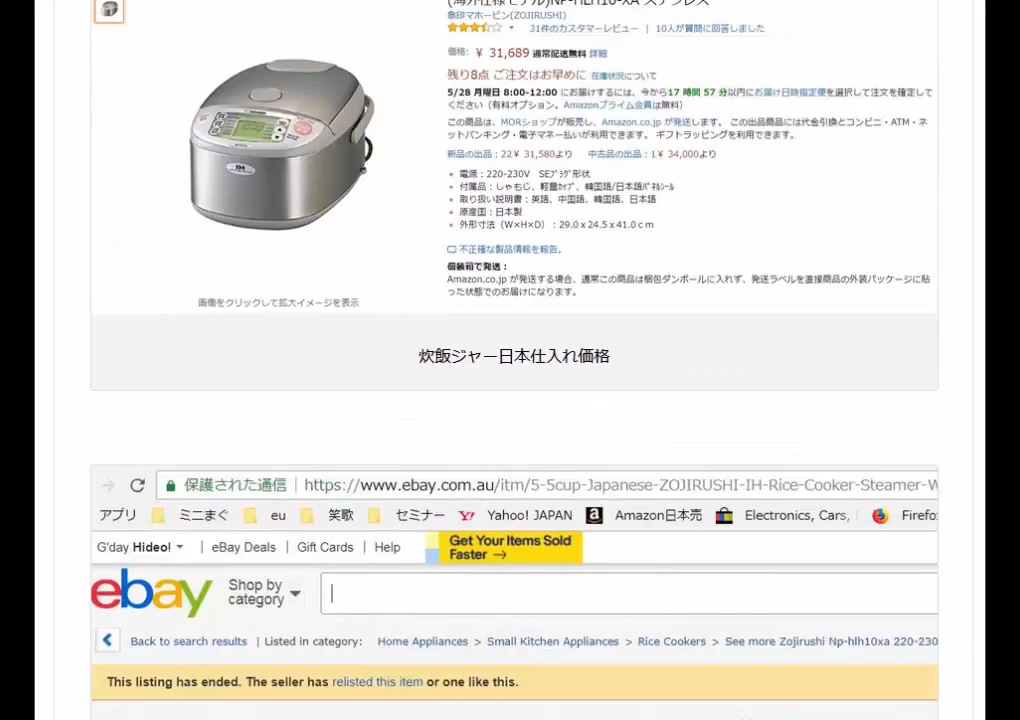 (海外仕様モデル)NP-HLH10-XA ステンレス
象印マホービン(ZOJIRUSHI)
31件のカスタマーレビュー | 10人が質問に回答しました
価格: ¥ 31,689 通常配送無料 詳細
残り8点 ご注文はお早めに 在庫状況について
5/28 月曜日 8:00-12:00 にお届けするには、今から17 時間 57 分以内にお届け日時指定便を選択して注文を確定して
ください（有料オプション。Amazonプライム会員は無料）
この商品は、MORショップが販売し、Amazon.co.jp が発送します。 この出品商品には代金引換とコンビニ・ATM・ネ
ットバンキング・電子マネー払いが利用できます。 ギフトラッピングを利用できます。
新品の出品：22¥ 31,580より 中古品の出品：1¥ 34,000より
電源：220-230V SEプラグ形状
付属品：しゃもじ、軽量カップ、韓国語/日本語パネルシール
取り扱い説明書：英語、中国語、韓国語、日本語
原産国：日本製
外形寸法（W×H×D）：29.0ｘ24.5ｘ41.0ｃｍ
不正確な製品情報を報告。
個装箱で発送：
Amazon.co.jp が発送する場合、通常この商品は梱包ダンボールに入れず、発送ラベルを直接商品の外装パッケージに貼
った状態でのお届けになります。
画像をクリックして拡大イメージを表示
炊飯ジャー日本仕入れ価格
保護された通信 | https://www.ebay.com.au/itm/5-5cup-Japanese-ZOJIRUSHI-IH-Rice-Cooker-Steamer-W
アプリ ミニまぐ eu 笑歌 セミナー Yahoo! JAPAN Amazon日本売 Electronics, Cars, Firefo
G'day Hideo! | eBay Deals | Gift Cards | Help
Get Your Items Sold
Faster →
ebay
Shop by
category
Back to search results | Listed in category: Home Appliances > Small Kitchen Appliances > Rice Cookers > See more Zojirushi Np-hlh10xa 220-230
This listing has ended. The seller has relisted this item or one like this.